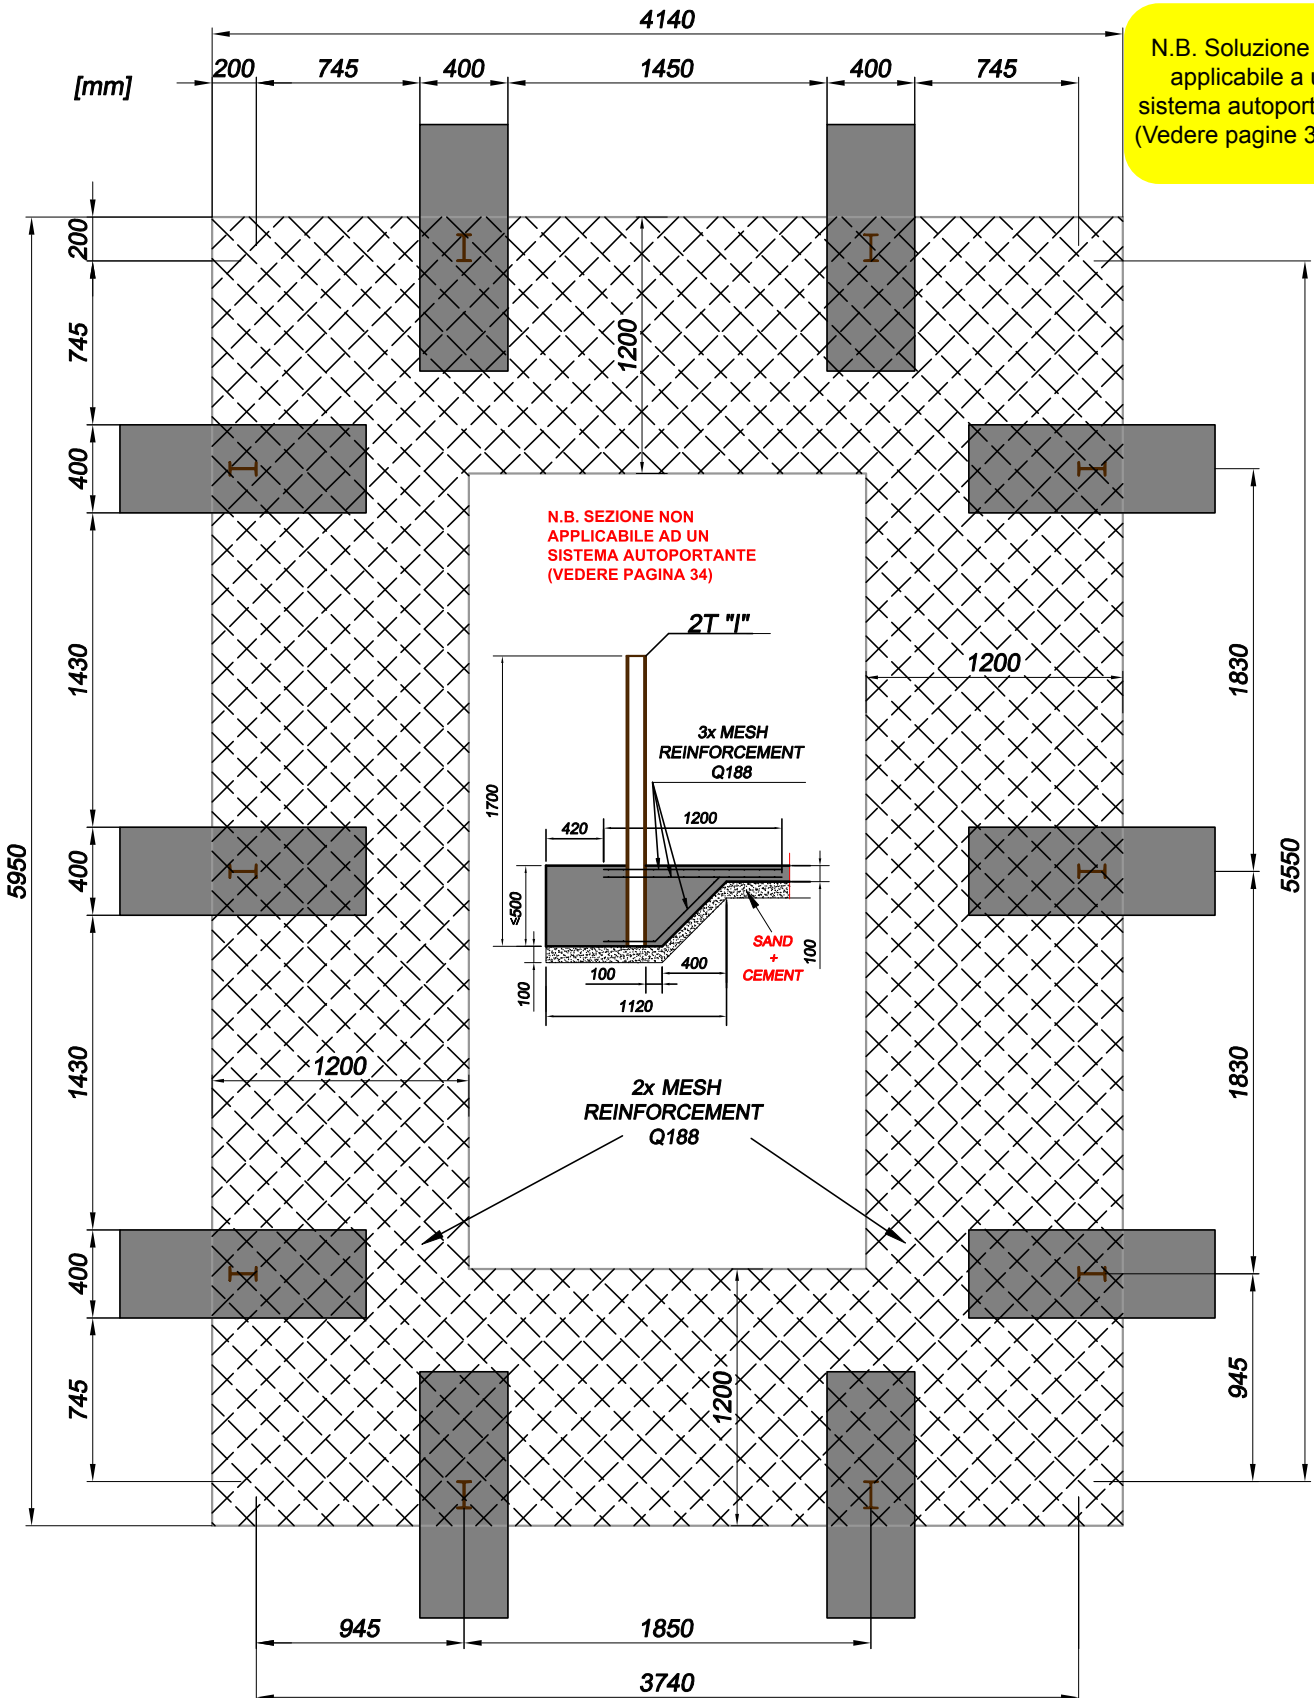 4140
200 745 400 1450 400 745
[mm]
N.B. Soluzione
applicabile a
sistema
(Vedere pagine
200
745
400
1430
400
1430
400
745
5950
1200
1200
1200
1200
N.B. SEZIONE NON
APPLICABILE AD UN
SISTEMA AUTOPORTANTE
(VEDERE PAGINA 34)
2T "I"
3x MESH
REINFORCEMENT
Q188
1700
420
1200
≤500
100
100
400
1120
100
SAND
+
CEMENT
2x MESH
REINFORCEMENT
Q188
1830
1830
945
5550
945 1850
3740